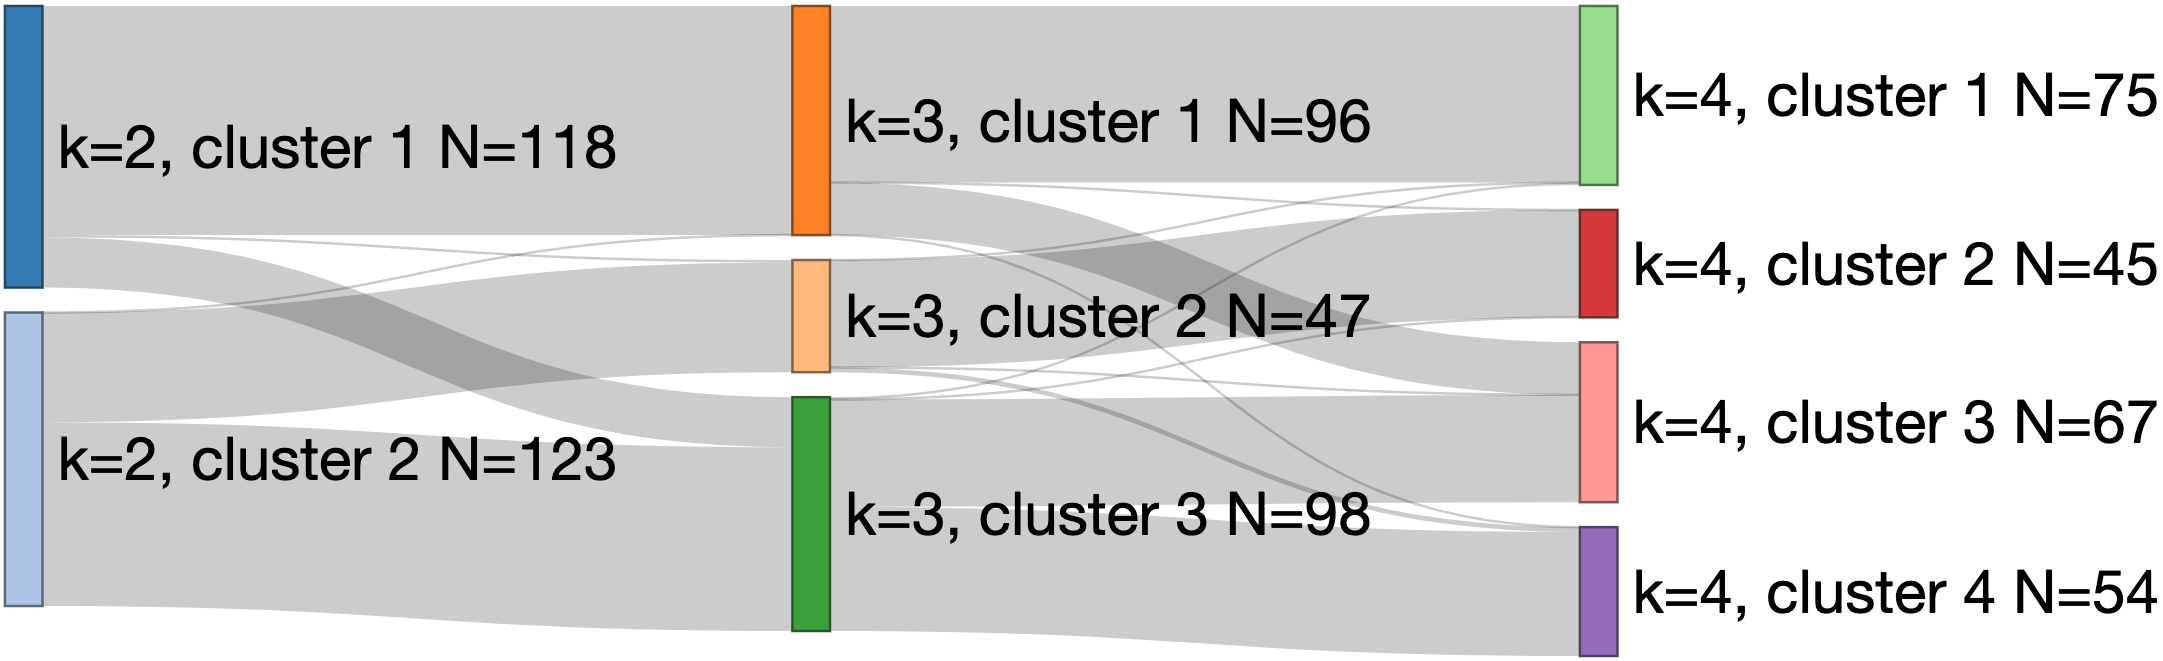 k=2, cluster 1 N=118
k=2, cluster 2 N=123
k=3, cluster 1 N=96
k=3, cluster 2 N=47
k=3, cluster 3 N=98
k=4, cluster 1 N=75
k=4, cluster 2 N=45
k=4, cluster 3 N=67
k=4, cluster 4 N=54